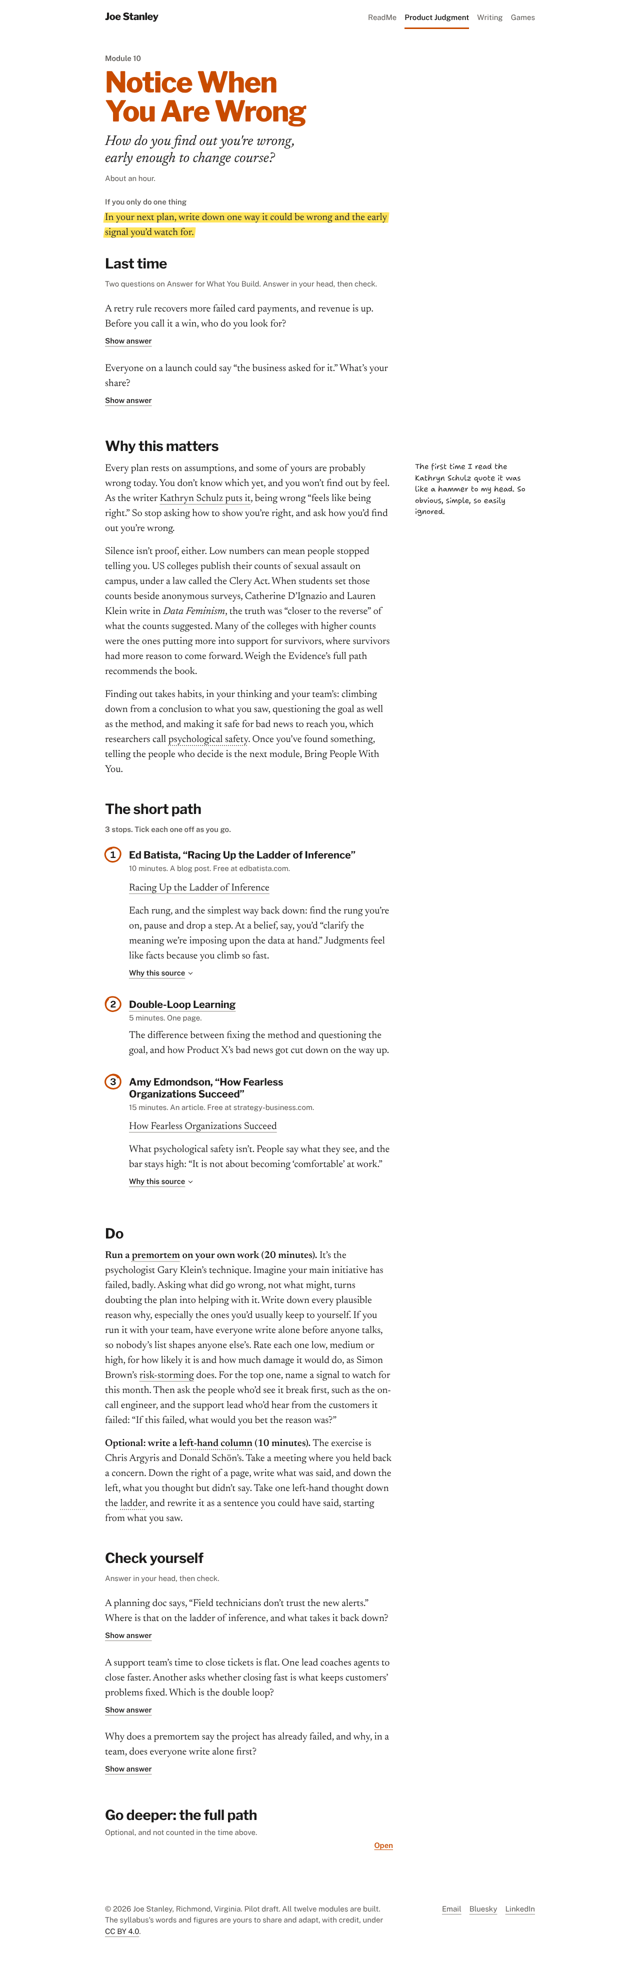 Joe Stanley
ReadMe Product Judgment Writing Games
Module 10
Notice When
You Are Wrong
How do you find out you're wrong,
early enough to change course?
About an hour.
If you only do one thing
In your next plan, write down one way it could be wrong and the early
signal you'd watch for.
Last time
Two questions on Answer for What You Build. Answer in your head, then check.
A retry rule recovers more failed card payments, and revenue is up.
Before you call it a win, who do you look for?
Show answer
Everyone on a launch could say “the business asked for it.” What’s your
share?
Show answer
Why this matters
Every plan rests on assumptions, and some of yours are probably
wrong today. You don’t know which yet, and you won’t find out by feel.
As the writer Kathryn Schulz puts it, being wrong “feels like being
right.” So stop asking how to show you’re right, and ask how you’d find
out you’re wrong.
The first time I read the
Kathryn Schulz quote it was
like a hammer to my head. So
obvious, simple, so easily
ignored.
Silence isn’t proof, either. Low numbers can mean people stopped
telling you. US colleges publish their counts of sexual assault on
campus, under a law called the Clery Act. When students set those
counts beside anonymous surveys, Catherine D’Ignazio and Lauren
Klein write in Data Feminism, the truth was “closer to the reverse” of
what the counts suggested. Many of the colleges with higher counts
were the ones putting more into support for survivors, where survivors
had more reason to come forward. Weigh the Evidence’s full path
recommends the book.
Finding out takes habits, in your thinking and your team’s: climbing
down from a conclusion to what you saw, questioning the goal as well
as the method, and making it safe for bad news to reach you, which
researchers call psychological safety. Once you’ve found something,
telling the people who decide is the next module, Bring People With
You.
The short path
3 stops. Tick each one off as you go.
1 Ed Batista, “Racing Up the Ladder of Inference”
10 minutes. A blog post. Free at edbatista.com.
Racing Up the Ladder of Inference
Each rung, and the simplest way back down: find the rung you’re
on, pause and drop a step. At a belief, say, you’d “clarify the
meaning we’re imposing upon the data at hand.” Judgments feel
like facts because you climb so fast.
Why this source
2 Double-Loop Learning
5 minutes. One page.
The difference between fixing the method and questioning the
goal, and how Product X’s bad news got cut down on the way up.
3 Amy Edmondson, “How Fearless
Organizations Succeed”
15 minutes. An article. Free at strategy-business.com.
How Fearless Organizations Succeed
What psychological safety isn’t. People say what they see, and the
bar stays high: “It is not about becoming ‘comfortable’ at work.”
Why this source
Do
Run a premortem on your own work (20 minutes). It’s the
psychologist Gary Klein’s technique. Imagine your main initiative has
failed, badly. Asking what did go wrong, not what might, turns
doubting the plan into helping with it. Write down every plausible
reason why, especially the ones you’d usually keep to yourself. If you
run it with your team, have everyone write alone before anyone talks,
so nobody’s list shapes anyone else’s. Rate each one low, medium or
high, for how likely it is and how much damage it would do, as Simon
Brown’s risk-storming does. For the top one, name a signal to watch for
this month. Then ask the people who’d see it break first, such as the on-
call engineer, and the support lead who’d hear from the customers it
failed: “If this failed, what would you bet the reason was?”
Optional: write a left-hand column (10 minutes). The exercise is
Chris Argyris and Donald Schön’s. Take a meeting where you held back
a concern. Down the right of a page, write what was said, and down the
left, what you thought but didn’t say. Take one left-hand thought down
the ladder, and rewrite it as a sentence you could have said, starting
from what you saw.
Check yourself
Answer in your head, then check.
A planning doc says, “Field technicians don’t trust the new alerts.”
Where is that on the ladder of inference, and what takes it back down?
Show answer
A support team’s time to close tickets is flat. One lead coaches agents to
close faster. Another asks whether closing fast is what keeps customers’
problems fixed. Which is the double loop?
Show answer
Why does a premortem say the project has already failed, and why, in a
team, does everyone write alone first?
Show answer
Go deeper: the full path
Optional, and not counted in the time above.
Open
© 2026 Joe Stanley, Richmond, Virginia. Pilot draft. All twelve modules are built.
The syllabus’s words and figures are yours to share and adapt, with credit, under
CC BY 4.0.
Email Bluesky LinkedIn